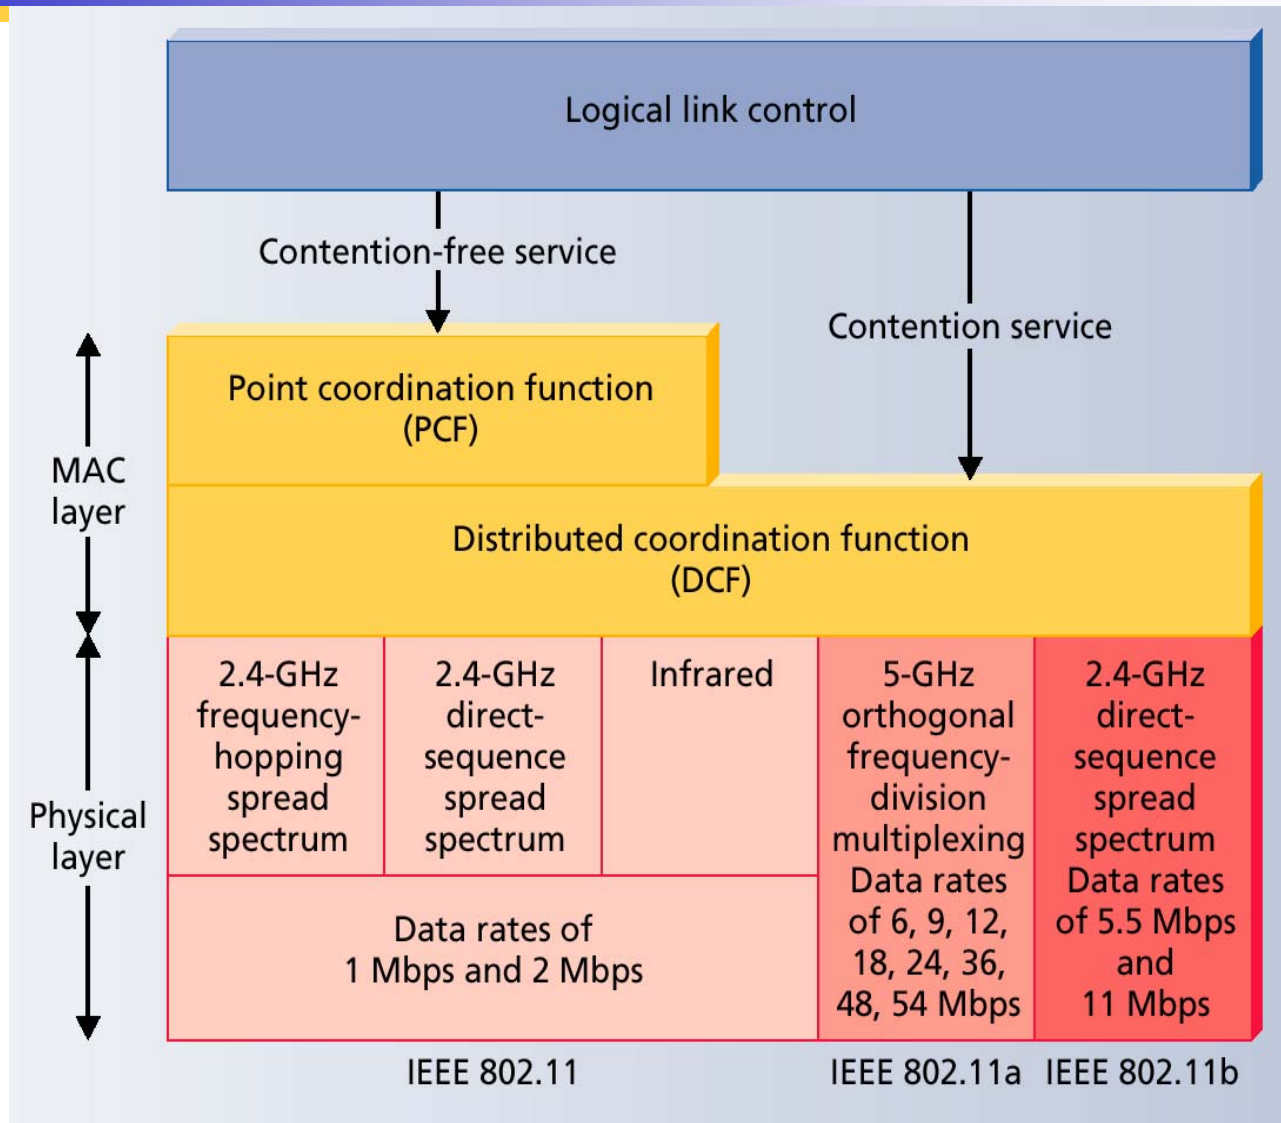 Logical link control
Contention-free service
Contention service
Point coordination function
(PCF)
MAC
layer
Distributed coordination function
(DCF)
Physical
layer
2.4-GHz
frequency-
hopping
spread
spectrum
2.4-GHz
direct-
sequence
spread
spectrum
Infrared
Data rates of
1 Mbps and 2 Mbps
5-GHz
orthogonal
frequency-
division
multiplexing
Data rates
of 6, 9, 12,
18, 24, 36,
48, 54 Mbps
2.4-GHz
direct-
sequence
spread
spectrum
Data rates
of 5.5 Mbps
and
11 Mbps
IEEE 802.11
IEEE 802.11a
IEEE 802.11b